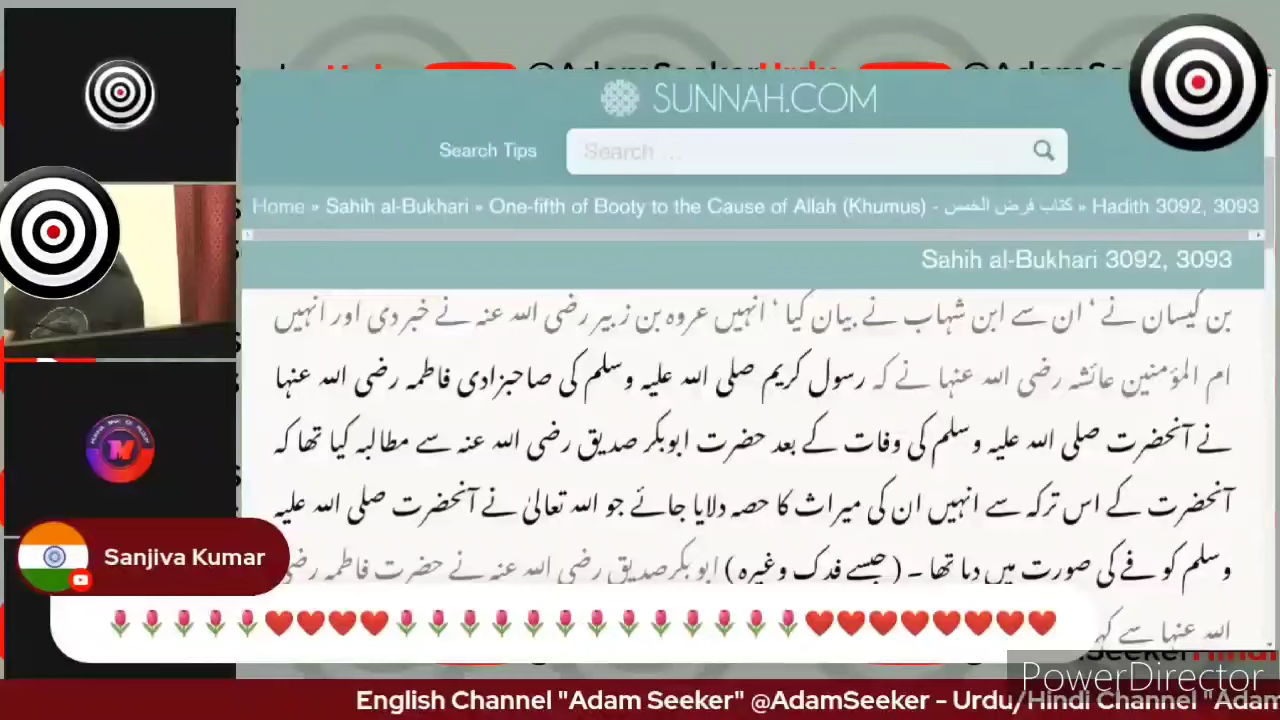 @AdamSeekerUrdu
SUNNAH.COM
Search Tips
Search ...
Home » Sahih al-Bukhari » One-fifth of Booty to the Cause of Allah (Khumus) - كتاب فرض الخمس » Hadith 3092, 3093
Sahih al-Bukhari 3092, 3093
بن کیسان نے ‘ ان سے ابن شہاب نے بیان کیا ‘ انہیں عروہ بن زبیر رضی اللہ عنہ نے خبر دی اور انہیں
ام المؤمنین عائشہ رضی اللہ عنہا نے کہ رسول کریم صلی اللہ علیہ وسلم کی صاحبزادی فاطمہ رضی اللہ عنہا
نے آنحضرت صلی اللہ علیہ وسلم کی وفات کے بعد حضرت ابوبکر صدیق رضی اللہ عنہ سے مطالبہ کیا تھا کہ
آنحضرت کے اس ترکہ سے انہیں ان کی میراث کا حصہ دلایا جائے جو اللہ تعالیٰ نے آنحضرت صلی اللہ علیہ
وسلم کو فے کی صورت میں دیا تھا ۔ ( جیسے فدک وغیرہ ) ابوبکر صدیق رضی اللہ عنہ نے حضرت فاطمہ رضی
اللہ عنہا سے کہا
M
Sanjiva Kumar
🌷🌷🌷🌷🌷❤️❤️❤️❤️🌷🌷🌷🌷🌷🌷🌷🌷🌷🌷🌷🌷🌷❤️❤️❤️❤️❤️❤️❤️❤️
PowerDirector
English Channel "Adam Seeker" @AdamSeeker - Urdu/Hindi Channel "Adam